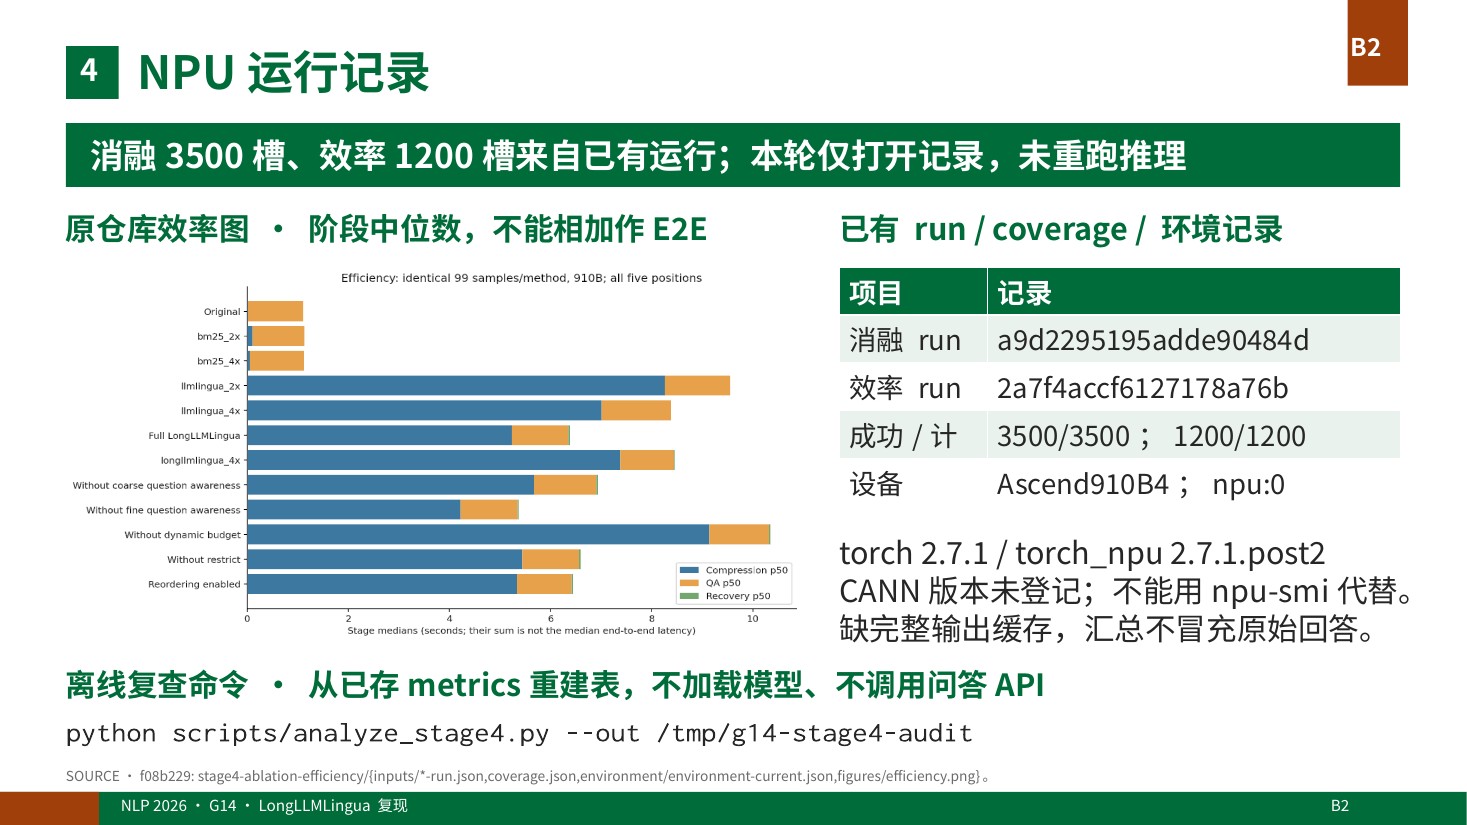 B2
4 NPU 运行记录
消融 3500 槽、效率 1200 槽来自已有运行；本轮仅打开记录，未重跑推理
原仓库效率图 · 阶段中位数，不能相加作 E2E
Efficiency: identical 99 samples/method, 910B; all five positions
Original
bm25_2x
bm25_4x
llmlingua_2x
llmlingua_4x
Full LongLLMLingua
longllmlingua_4x
Without coarse question awareness
Without fine question awareness
Without dynamic budget
Without restrict
Reordering enabled
Compression p50
QA p50
Recovery p50
0 2 4 6 8 10
Stage medians (seconds; their sum is not the median end-to-end latency)
已有 run / coverage / 环境记录
项目 记录
消融 run a9d2295195adde90484d
效率 run 2a7f4accf6127178a76b
成功 / 计 3500/3500； 1200/1200
设备 Ascend910B4； npu:0
torch 2.7.1 / torch_npu 2.7.1.post2
CANN 版本未登记；不能用 npu-smi 代替。
缺完整输出缓存，汇总不冒充原始回答。
离线复查命令 · 从已存 metrics 重建表，不加载模型、不调用问答 API
python scripts/analyze_stage4.py --out /tmp/g14-stage4-audit
SOURCE · f08b229: stage4-ablation-efficiency/{inputs/*-run.json,coverage.json,environment/environment-current.json,figures/efficiency.png}。
NLP 2026 · G14 · LongLLMLingua 复现
B2